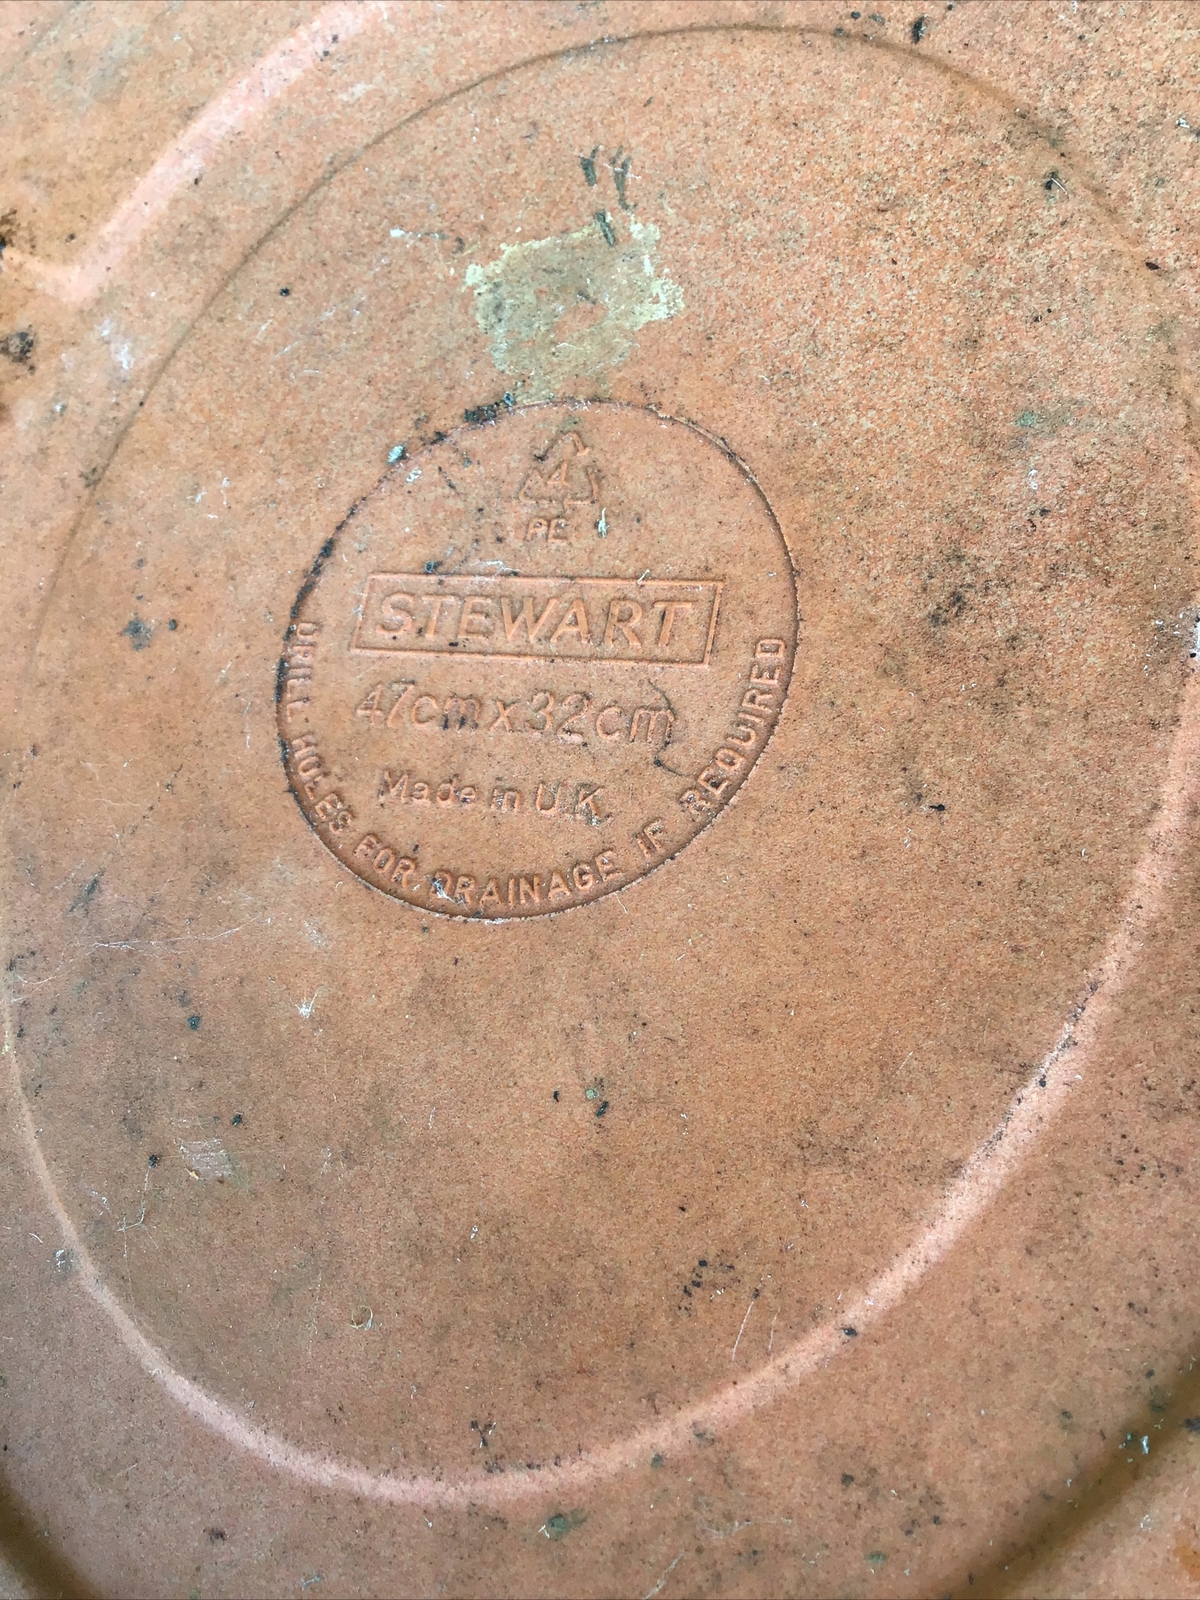 4
PE
STEWART
47cm x 32cm
Made in U.K.
DRILL HOLES FOR DRAINAGE IF REQUIRED